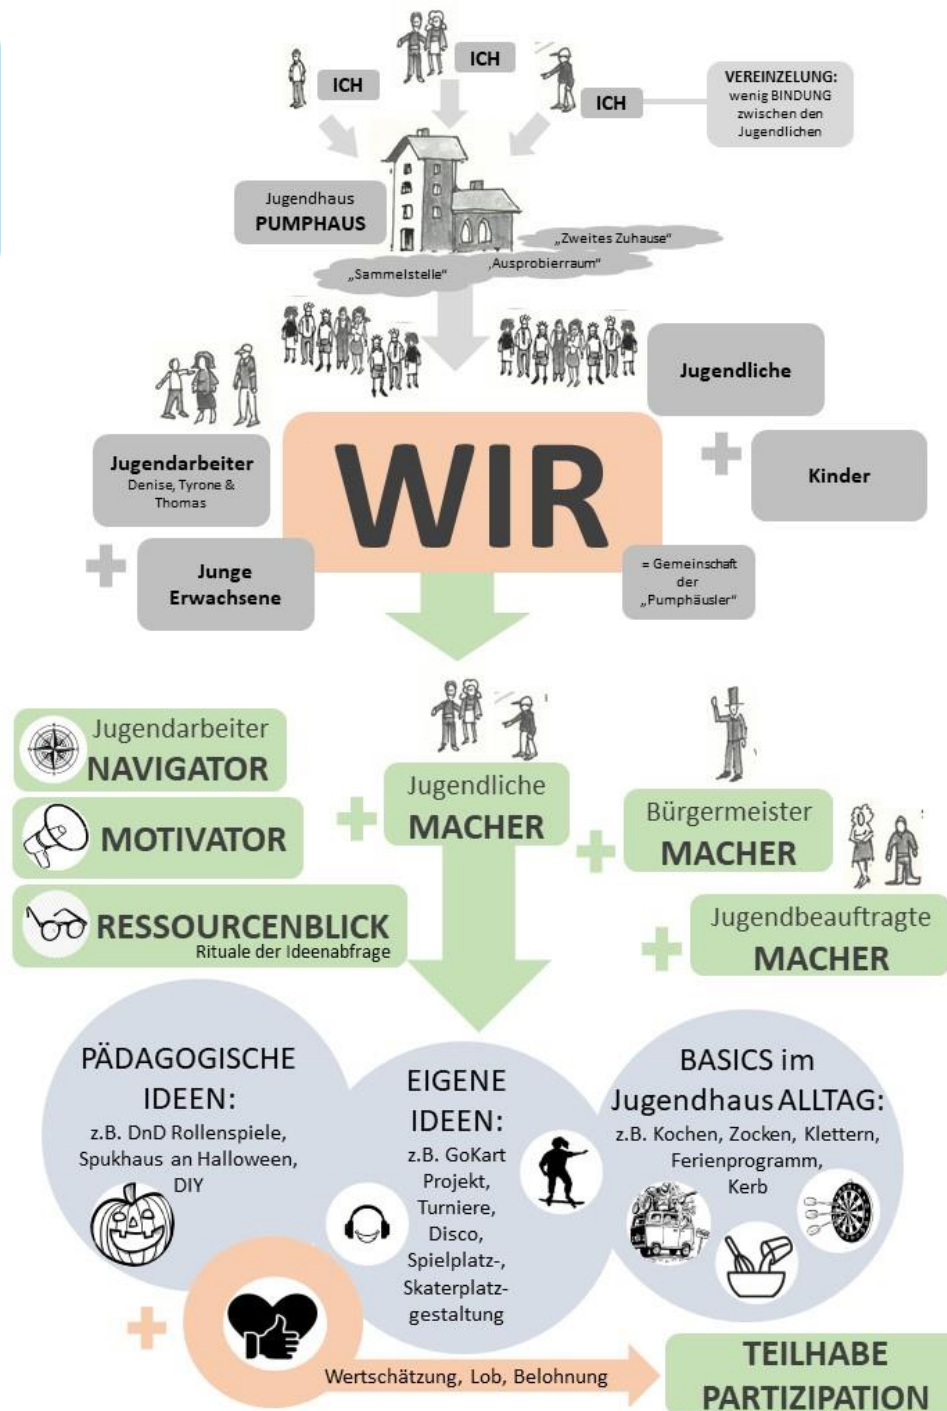 ICH
ICH
ICH
VEREINZELUNG:
wenig BINDUNG
zwischen den
Jugendlichen
Jugendhaus
PUMPHAUS
„Zweites Zuhause“
‚Ausprobierraum“
„Sammelstelle“
Jugendliche
WIR
Jugendarbeiter
Denise, Tyrone &
Thomas
Kinder
Junge
Erwachsene
= Gemeinschaft
der
„Pumphäusler“
Jugendarbeiter
NAVIGATOR
MOTIVATOR
RESSOURCENBLICK
Rituale der Ideenabfrage
Jugendliche
MACHER
Bürgermeister
MACHER
Jugendbeauftragte
MACHER
PÄDAGOGISCHE
IDEEN:
z.B. DnD Rollenspiele,
Spukhaus an Halloween,
DIY
EIGENE
IDEEN:
z.B. GoKart
Projekt,
Turniere,
Disco,
Spielplatz-,
Skaterplatz-
gestaltung
BASICS im
Jugendhaus ALLTAG:
z.B. Kochen, Zocken, Klettern,
Ferienprogramm,
Kerb
Wertschätzung, Lob, Belohnung
TEILHABE
PARTIZIPATION